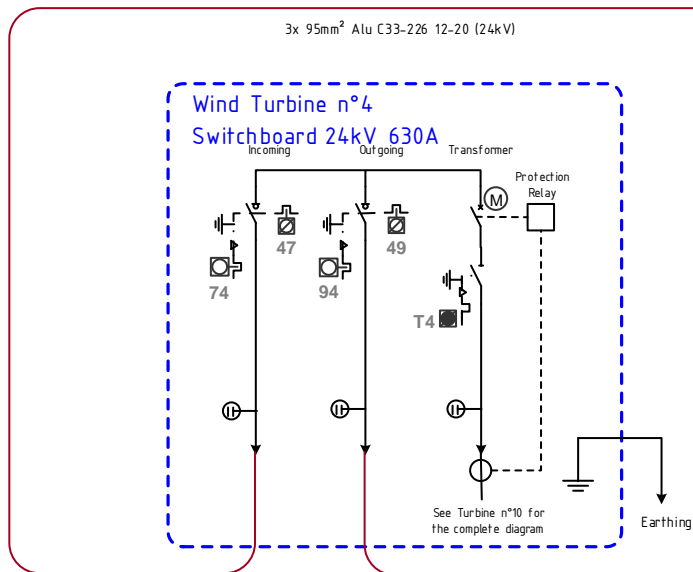 3x 95mm² Alu C33-226 12-20 (24kV)
Wind Turbine n°4
Switchboard 24kV 630A
Incoming
Outgoing
Transformer
Protection
Relay
M
47
49
74
94
T4
See Turbine n°10 for
the complete diagram
Earthing